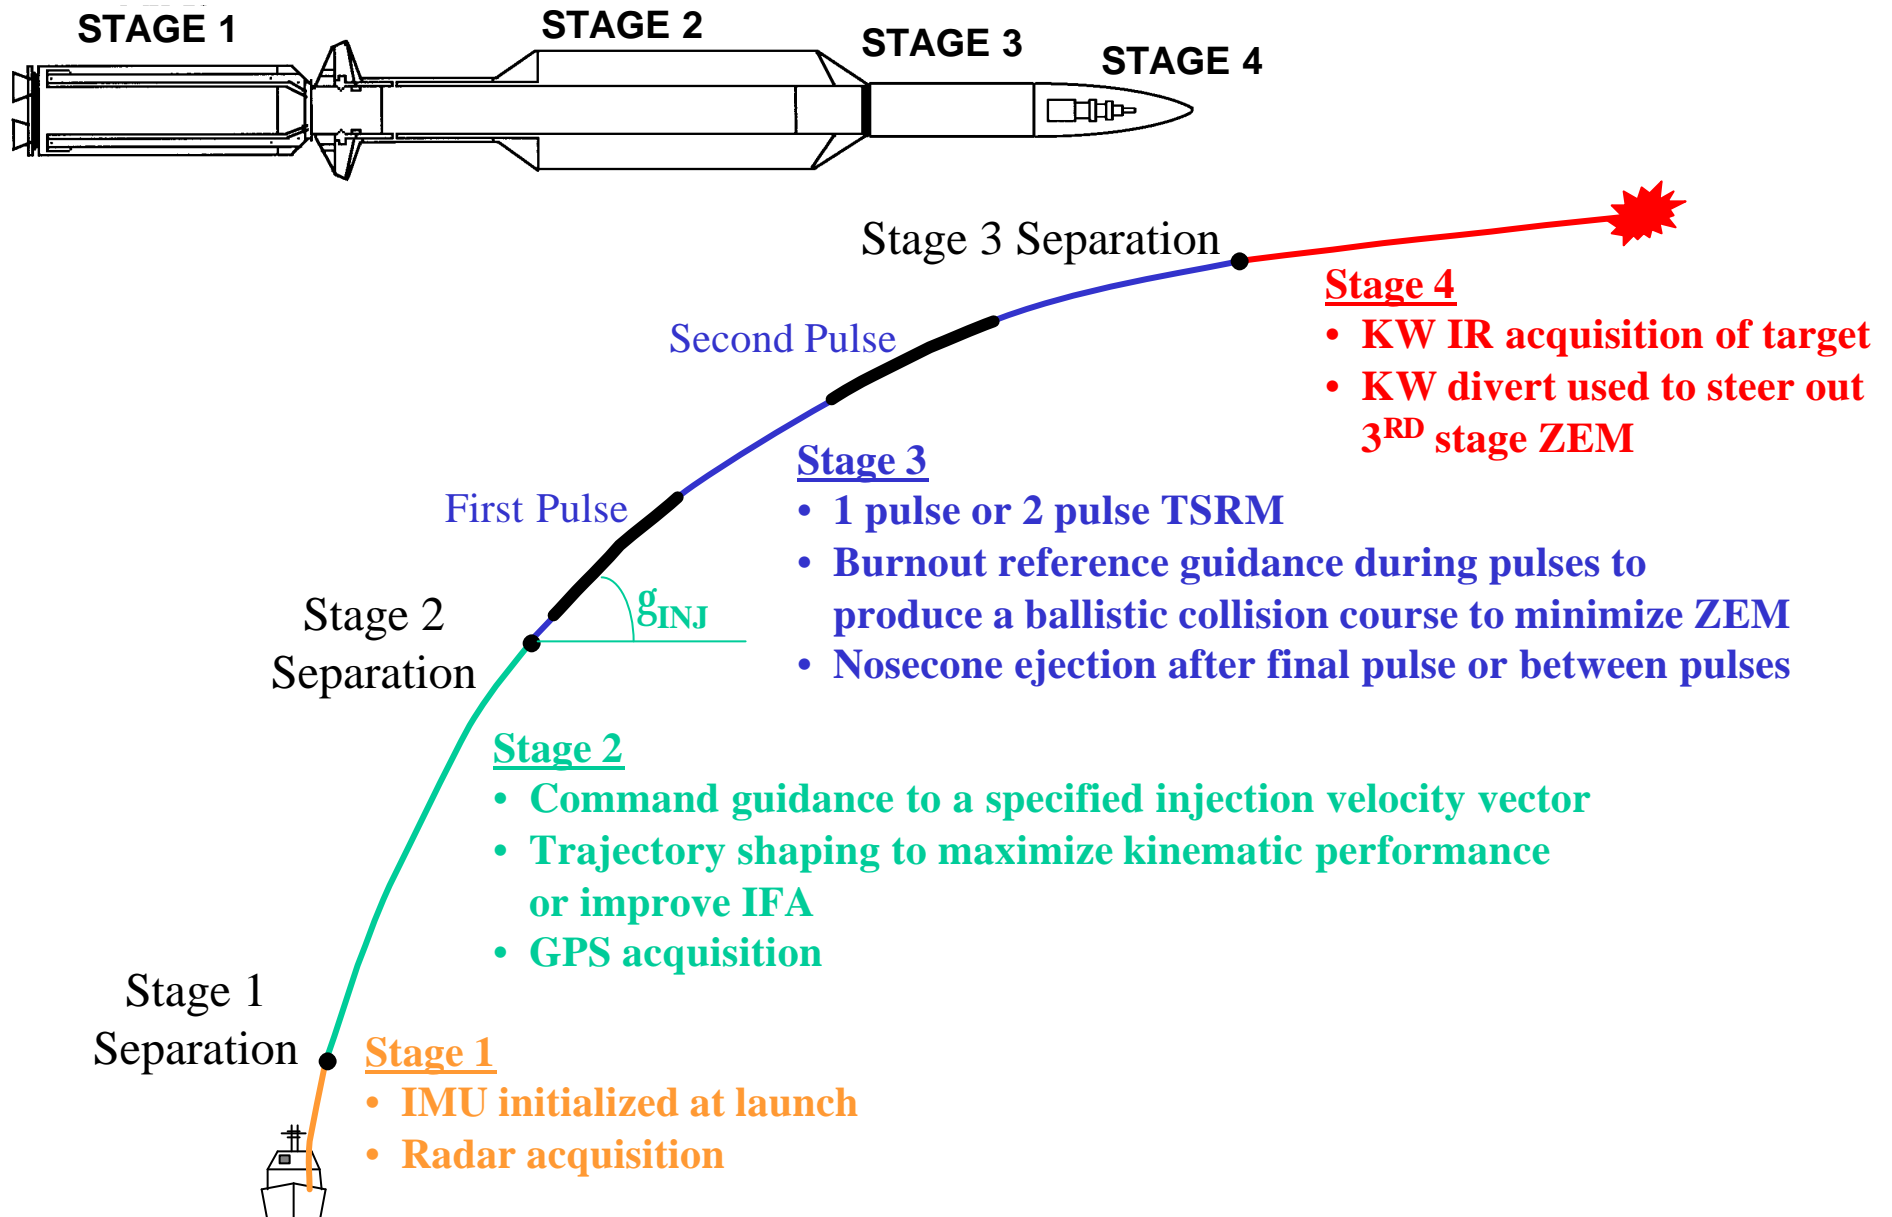 STAGE 1
STAGE 2
STAGE 3
STAGE 4
Stage 3 Separation
Stage 4
• KW IR acquisition of target
• KW divert used to steer out
3RD stage ZEM
Second Pulse
Stage 3
• 1 pulse or 2 pulse TSRM
• Burnout reference guidance during pulses to
produce a ballistic collision course to minimize ZEM
• Nosecone ejection after final pulse or between pulses
First Pulse
gINJ
Stage 2
Separation
Stage 2
• Command guidance to a specified injection velocity vector
• Trajectory shaping to maximize kinematic performance
or improve IFA
• GPS acquisition
Stage 1
Separation
Stage 1
• IMU initialized at launch
• Radar acquisition